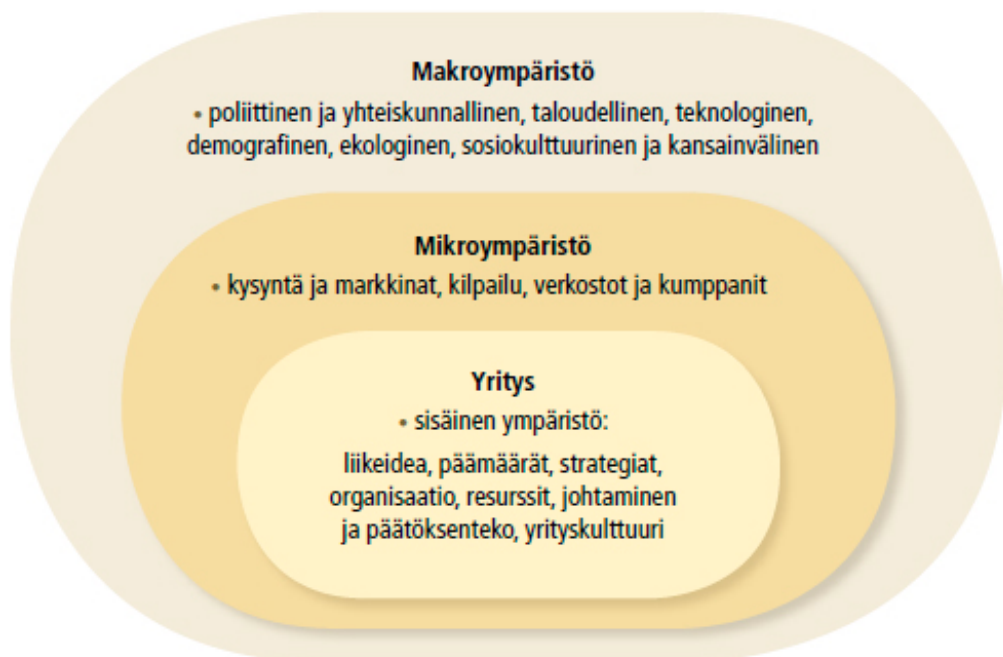 Makroympäristö
• poliittinen ja yhteiskunnallinen, taloudellinen, teknologinen,
demografinen, ekologinen, sosiokulttuurinen ja kansainvälinen
Mikroympäristö
• kysyntä ja markkinat, kilpailu, verkostot ja kumppanit
Yritys
• sisäinen ympäristö:
liikeidea, päämäärät, strategiat,
organisaatio, resurssit, johtaminen
ja päätöksenteko, yrityskulttuuri